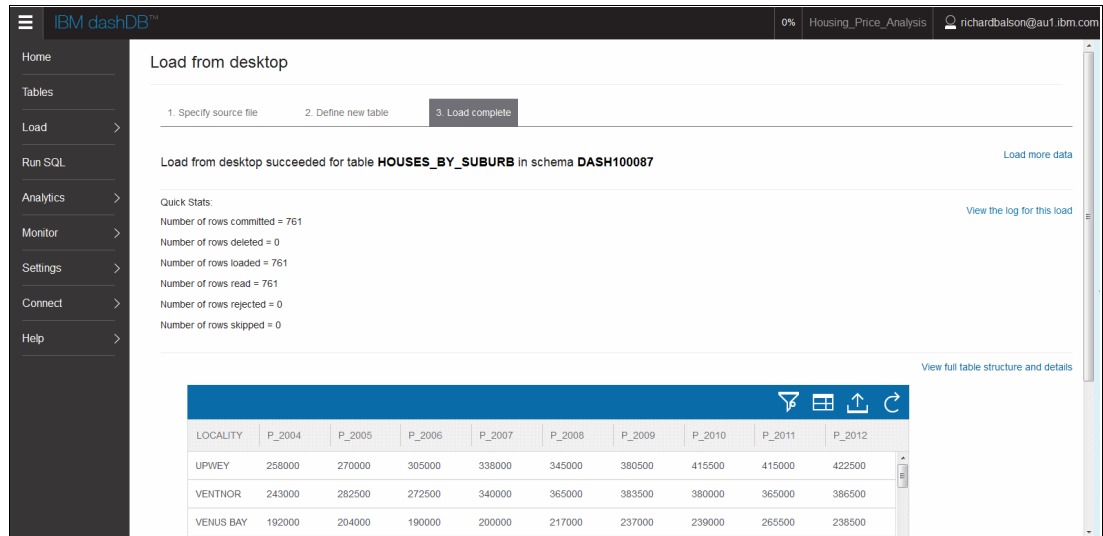 IBM dashDB™ 0% Housing_Price_Analysis richardbalson@au1.ibm.com
Home
Tables
Load
Run SQL
Analytics
Monitor
Settings
Connect
Help
Load from desktop
1. Specify source file 2. Define new table 3. Load complete
Load from desktop succeeded for table HOUSES_BY_SUBURB in schema DASH100087
Load more data
Quick Stats:
View the log for this load
Number of rows committed = 761
Number of rows deleted = 0
Number of rows loaded = 761
Number of rows read = 761
Number of rows rejected = 0
Number of rows skipped = 0
View full table structure and details
LOCALITY P_2004 P_2005 P_2006 P_2007 P_2008 P_2009 P_2010 P_2011 P_2012
UPWEY 258000 270000 305000 338000 345000 380500 415500 415000 422500
VENTNOR 243000 282500 272500 340000 365000 383500 380000 365000 386500
VENUS BAY 192000 204000 190000 200000 217000 237000 239000 265500 238500